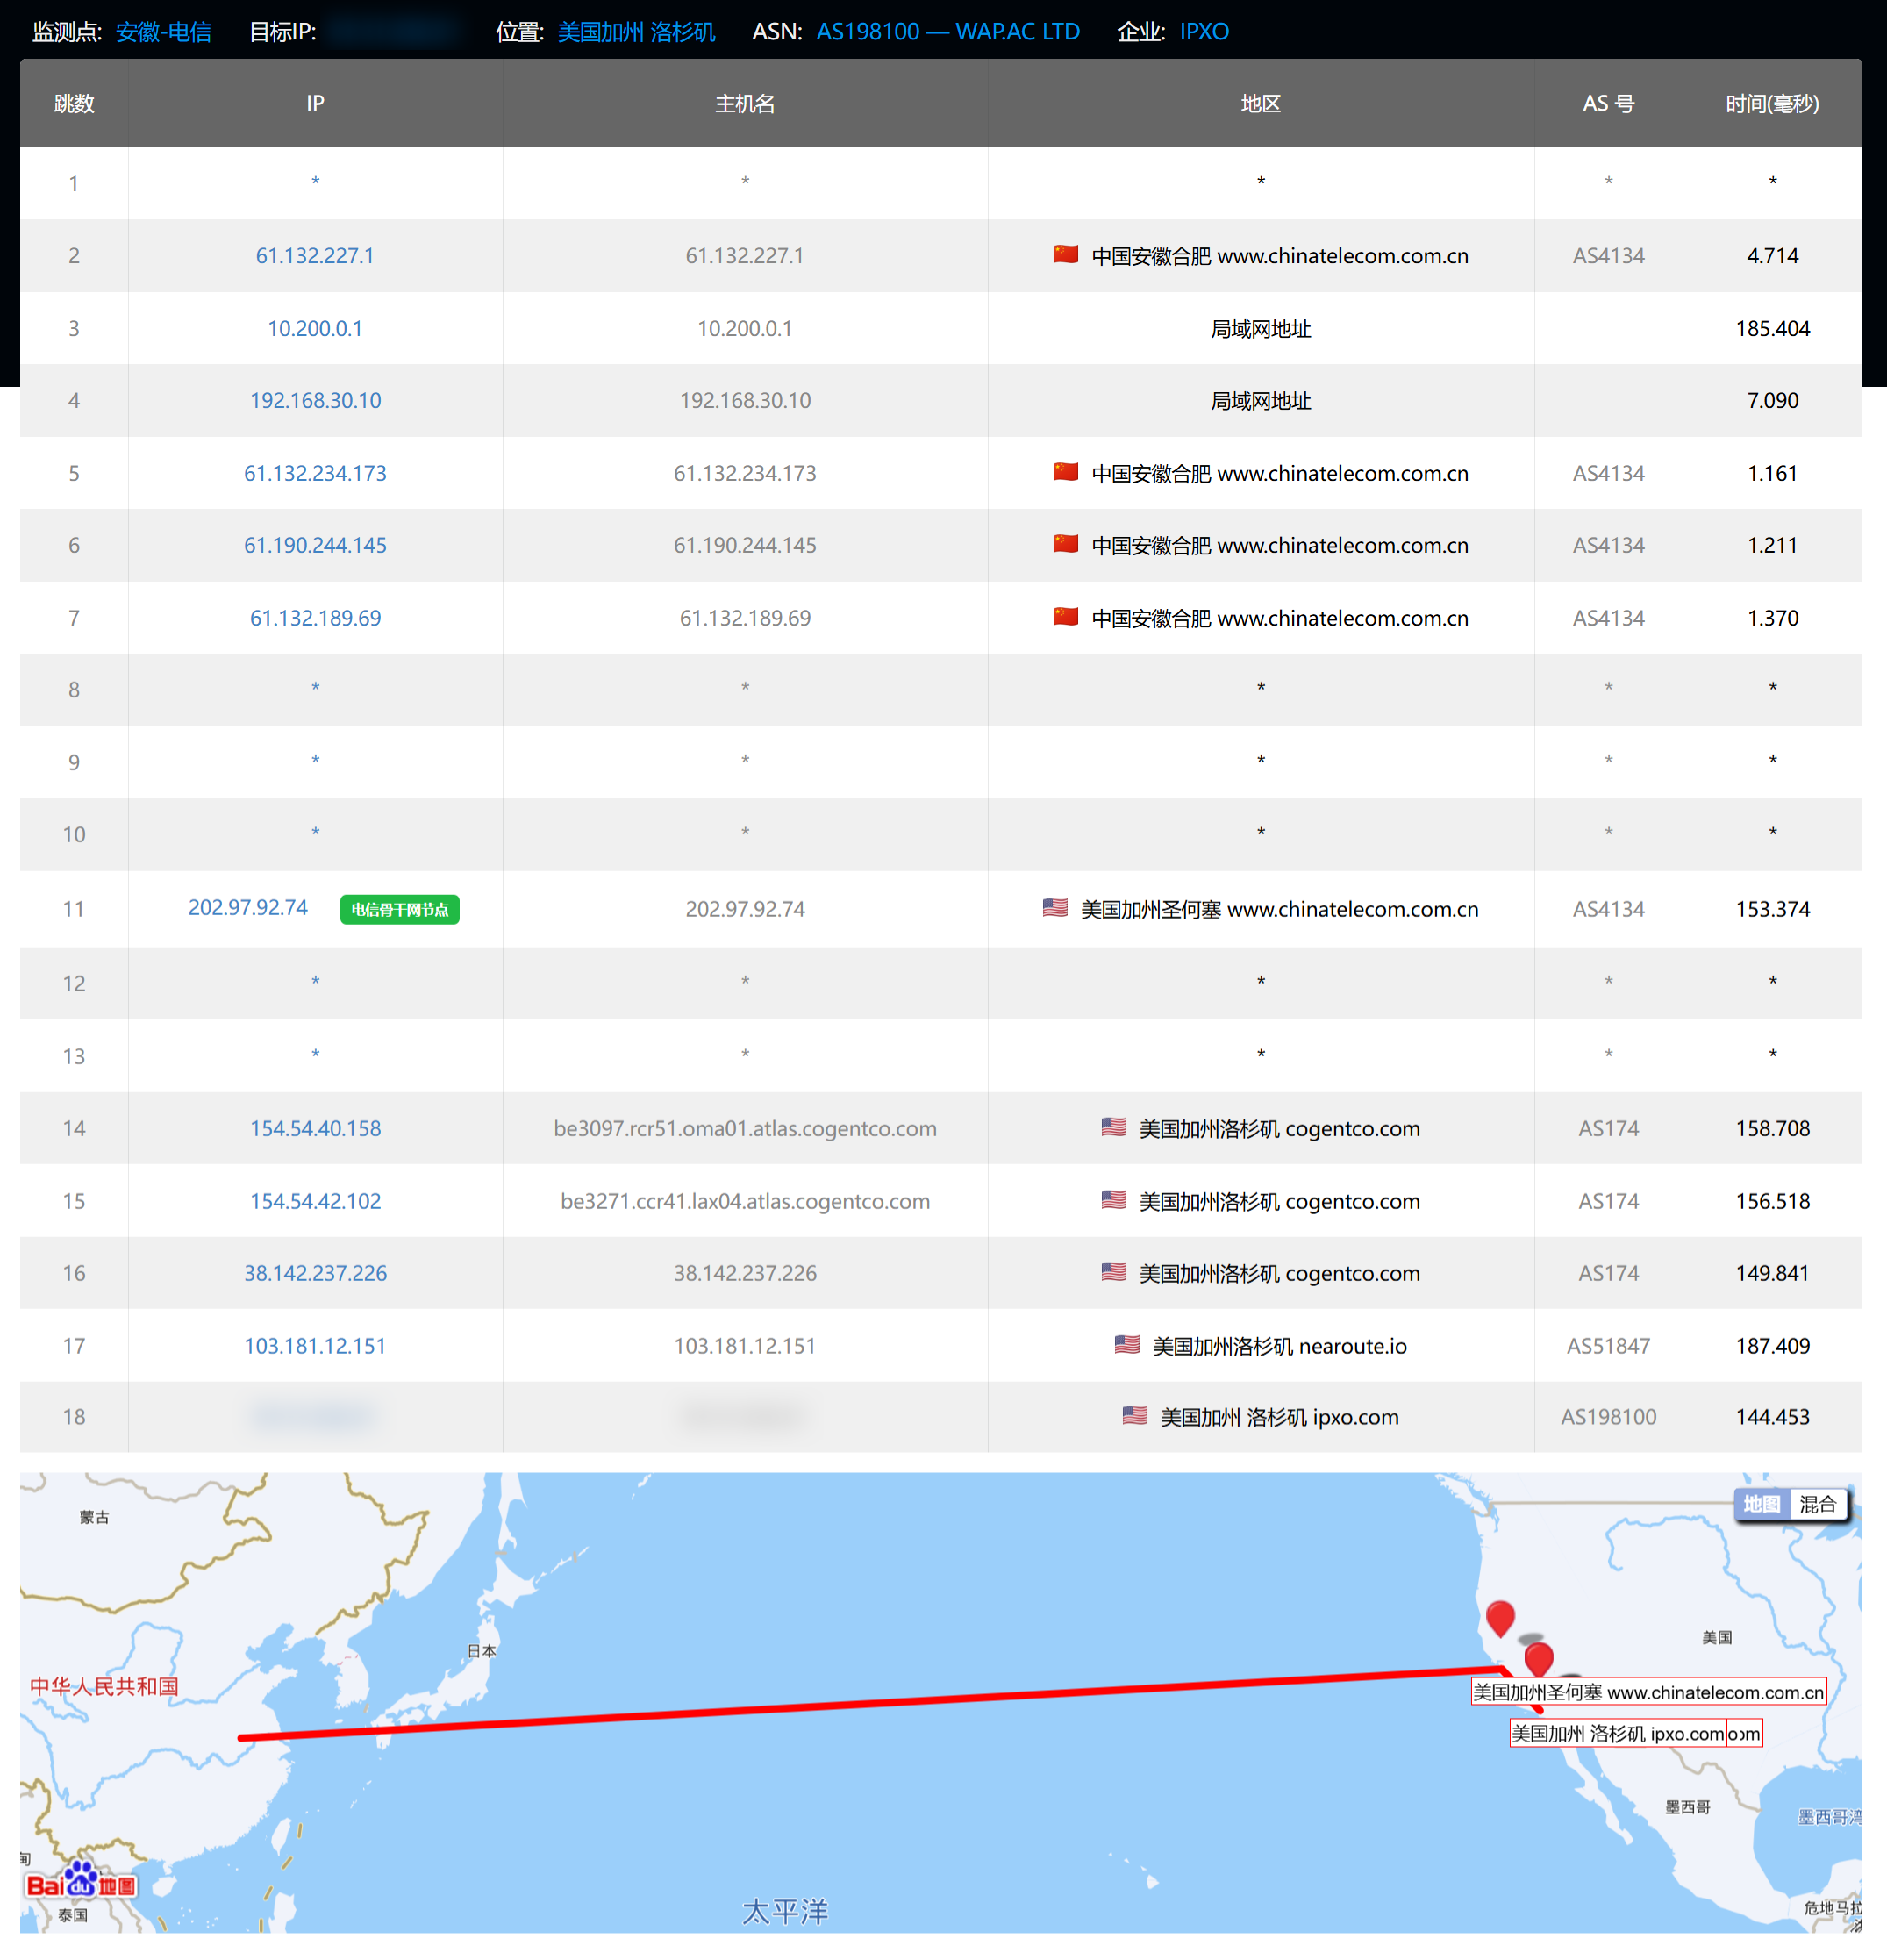 监测点: 安徽-电信 目标IP: 位置: 美国加州 洛杉矶 ASN: AS198100 — WAP.AC LTD 企业: IPXO
跳数 IP 主机名 地区 AS 号 时间(毫秒)
1 * * * * *
2 61.132.227.1 61.132.227.1 中国安徽合肥 www.chinatelecom.com.cn AS4134 4.714
3 10.200.0.1 10.200.0.1 局域网地址 185.404
4 192.168.30.10 192.168.30.10 局域网地址 7.090
5 61.132.234.173 61.132.234.173 中国安徽合肥 www.chinatelecom.com.cn AS4134 1.161
6 61.190.244.145 61.190.244.145 中国安徽合肥 www.chinatelecom.com.cn AS4134 1.211
7 61.132.189.69 61.132.189.69 中国安徽合肥 www.chinatelecom.com.cn AS4134 1.370
8 * * * * *
9 * * * * *
10 * * * * *
11 202.97.92.74 电信骨干网节点 202.97.92.74 美国加州圣何塞 www.chinatelecom.com.cn AS4134 153.374
12 * * * * *
13 * * * * *
14 154.54.40.158 be3097.rcr51.oma01.atlas.cogentco.com 美国加州洛杉矶 cogentco.com AS174 158.708
15 154.54.42.102 be3271.ccr41.lax04.atlas.cogentco.com 美国加州洛杉矶 cogentco.com AS174 156.518
16 38.142.237.226 38.142.237.226 美国加州洛杉矶 cogentco.com AS174 149.841
17 103.181.12.151 103.181.12.151 美国加州洛杉矶 nearoute.io AS51847 187.409
18 美国加州 洛杉矶 ipxo.com AS198100 144.453
地图 混合
蒙古
美国
日本
中华人民共和国
美国加州圣何塞 www.chinatelecom.com.cn
美国加州 洛杉矶 ipxo.com
墨西哥
墨西哥湾
Baidu地图
泰国
太平洋
危地马拉